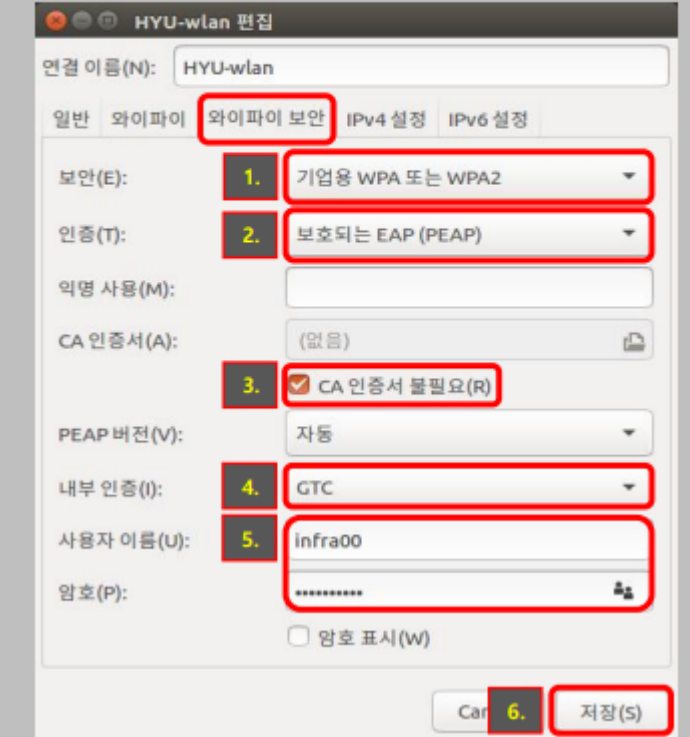 HYU-wlan 편집
연결 이름(N): HYU-wlan
일반 와이파이 와이파이 보안 IPv4 설정 IPv6 설정
보안(E): 1. 기업용 WPA 또는 WPA2
인증(T): 2. 보호되는 EAP (PEAP)
익명 사용(M):
CA 인증서(A): (없음)
3. CA 인증서 불필요(R)
PEAP 버전(V): 자동
내부 인증(I): 4. GTC
사용자 이름(U): 5. infra00
암호(P): ••••••••••
암호 표시(W)
6. 저장(S)